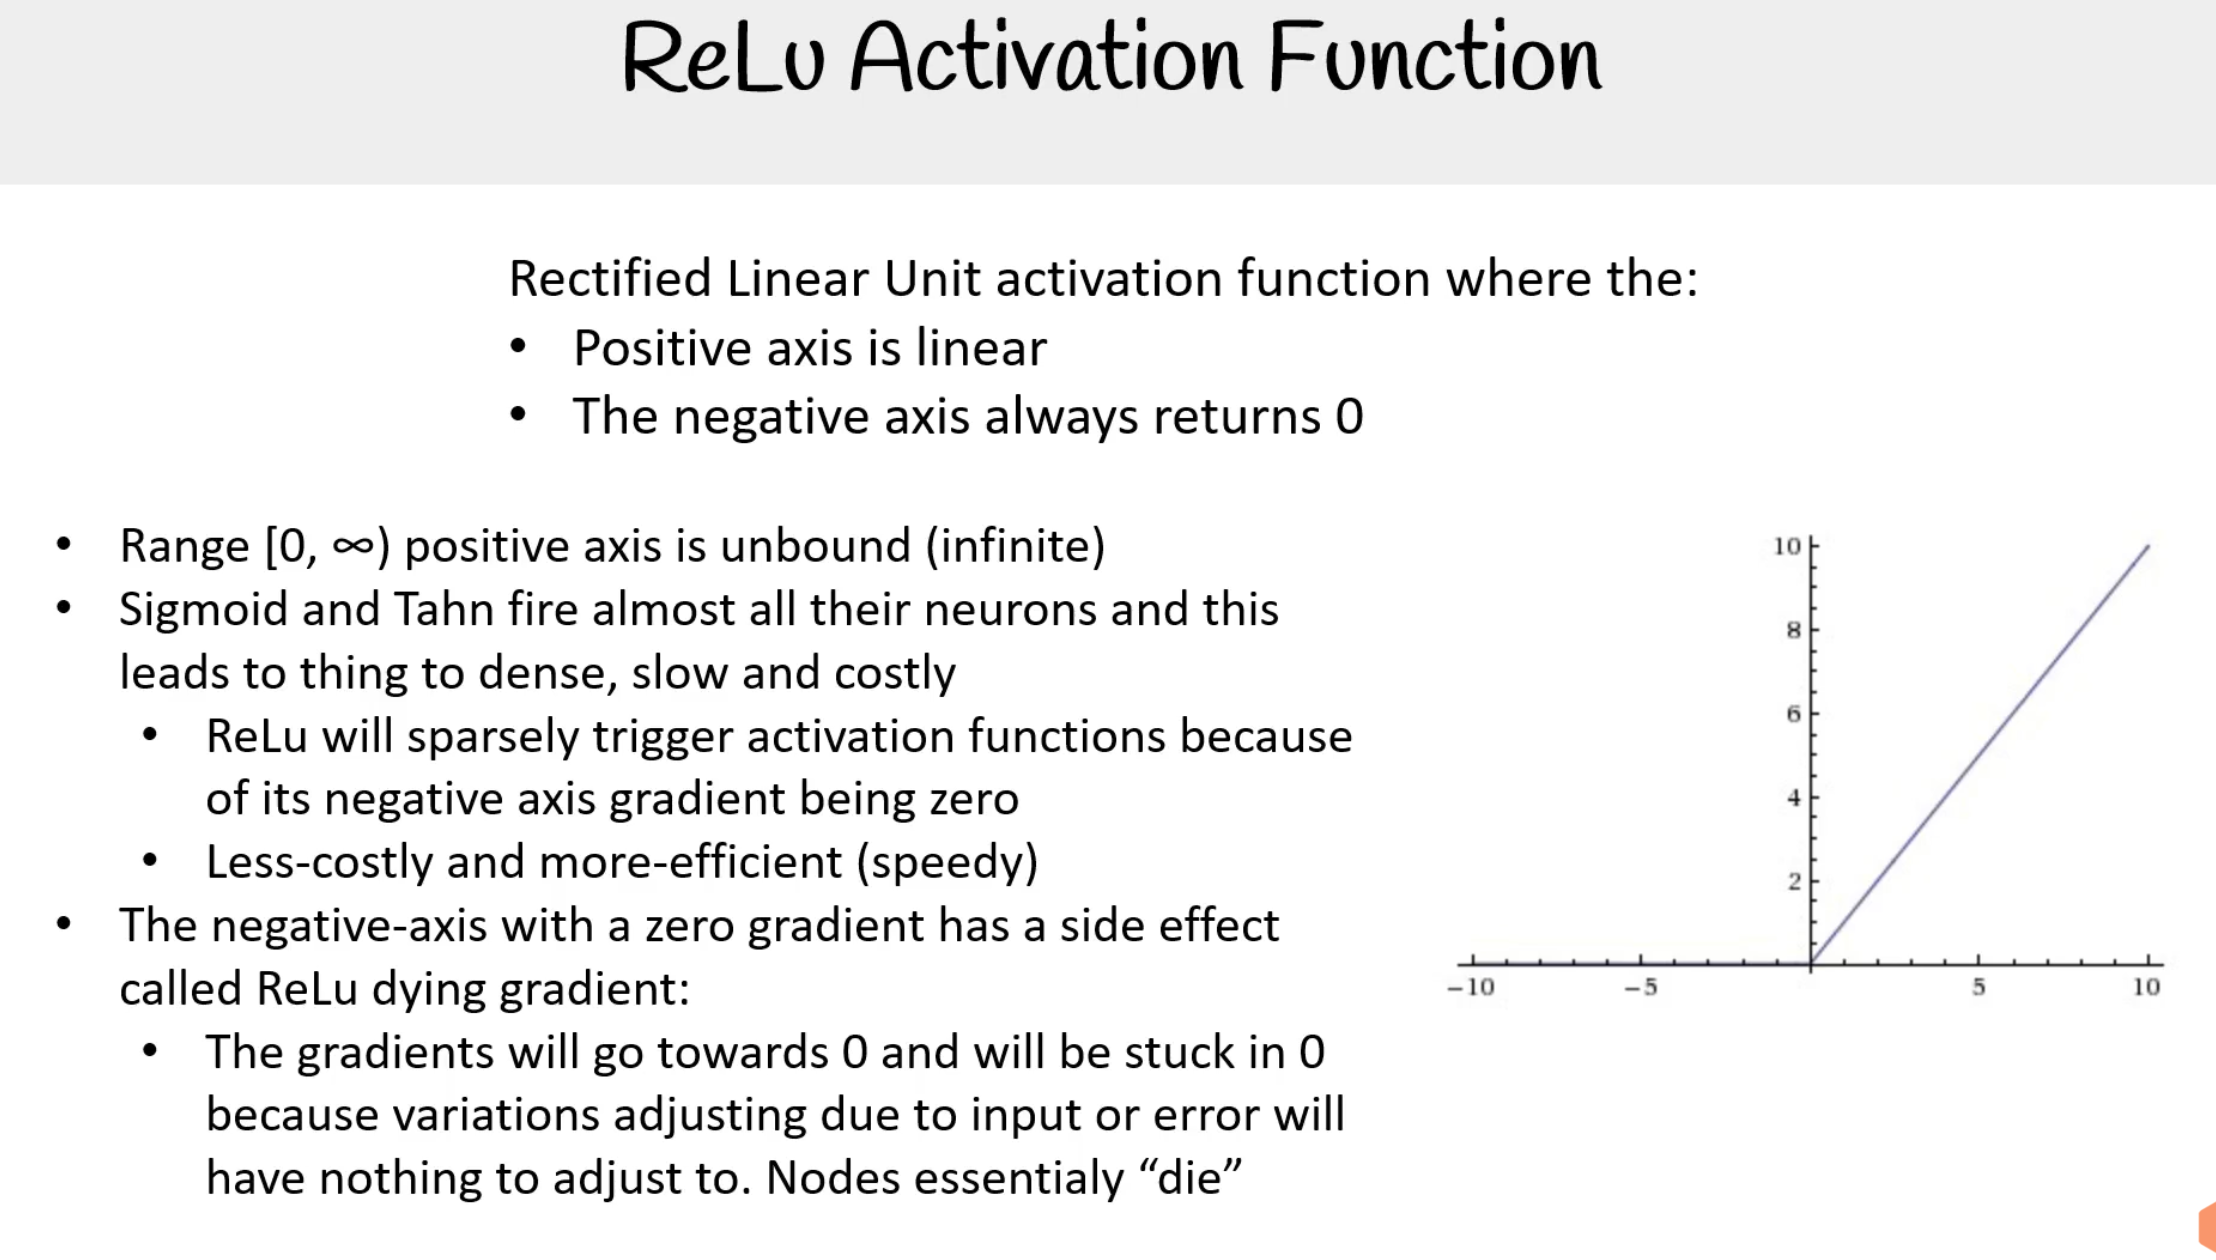 ReLu Activation Function
Rectified Linear Unit activation function where the:
• Positive axis is linear
• The negative axis always returns 0
• Range [0, ∞) positive axis is unbound (infinite)
• Sigmoid and Tahn fire almost all their neurons and this
leads to thing to dense, slow and costly
• ReLu will sparsely trigger activation functions because
of its negative axis gradient being zero
• Less-costly and more-efficient (speedy)
• The negative-axis with a zero gradient has a side effect
called ReLu dying gradient:
• The gradients will go towards 0 and will be stuck in 0
because variations adjusting due to input or error will
have nothing to adjust to. Nodes essentialy “die”
10
8
6
4
2
−10 −5 5 10